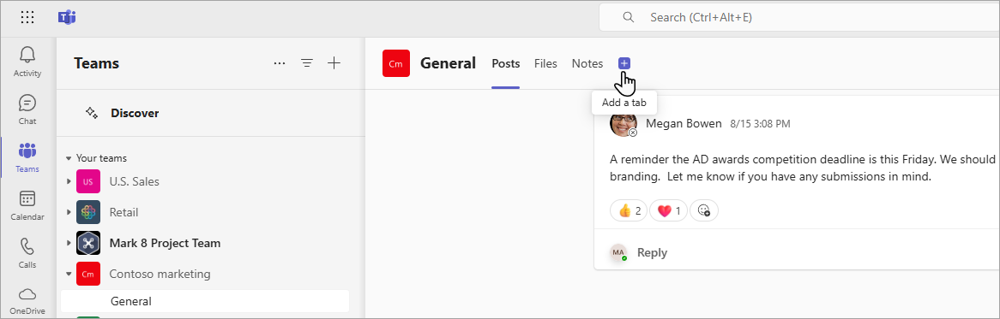 Search (Ctrl+Alt+E)
Activity
Chat
Teams
Calendar
Calls
OneDrive
Teams
Discover
Your teams
US U.S. Sales
Retail
Mark 8 Project Team
Cm Contoso marketing
General
Cm General Posts Files Notes
Add a tab
Megan Bowen 8/15 3:08 PM
A reminder the AD awards competition deadline is this Friday. We should
branding. Let me know if you have any submissions in mind.
2 1
MA Reply